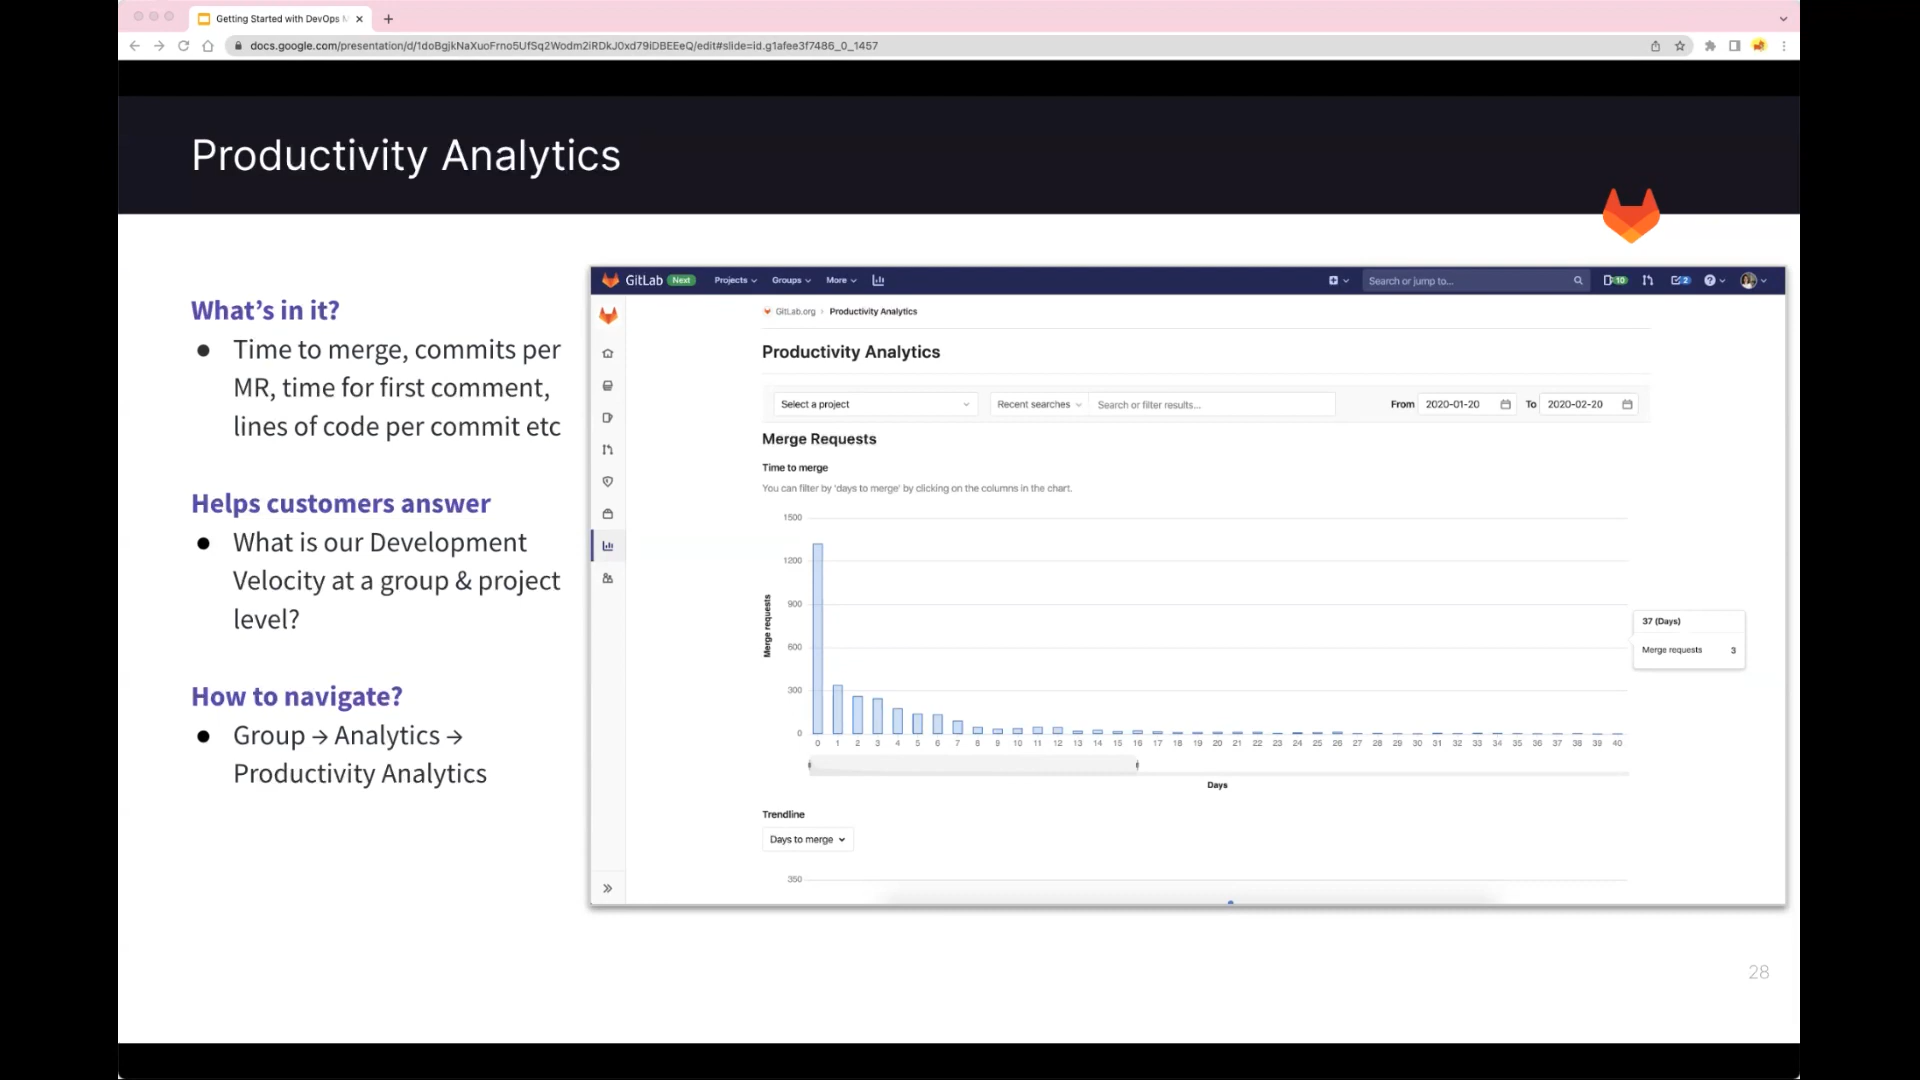 Getting Started with DevOps M
docs.google.com/presentation/d/1doBgjkNaXuoFrno5UfSq2Wodm2iRDkJ0xd79iDBEEeQ/edit#slide=id.g1afee3f7486_0_1457
Productivity Analytics
What's in it?
● Time to merge, commits per
MR, time for first comment,
lines of code per commit etc
Helps customers answer
● What is our Development
Velocity at a group & project
level?
How to navigate?
● Group → Analytics →
Productivity Analytics
GitLab Next Projects Groups More Search or jump to... 10 2
GitLab.org › Productivity Analytics
Productivity Analytics
Select a project Recent searches Search or filter results... From 2020-01-20 To 2020-02-20
Merge Requests
Time to merge
You can filter by 'days to merge' by clicking on the columns in the chart.
Merge requests
1500
1200
900
600
300
0
0 1 2 3 4 5 6 7 8 9 10 11 12 13 14 15 16 17 18 19 20 21 22 23 24 25 26 27 28 29 30 31 32 33 34 35 36 37 38 39 40
Days
37 (Days)
Merge requests 3
Trendline
Days to merge
350
28